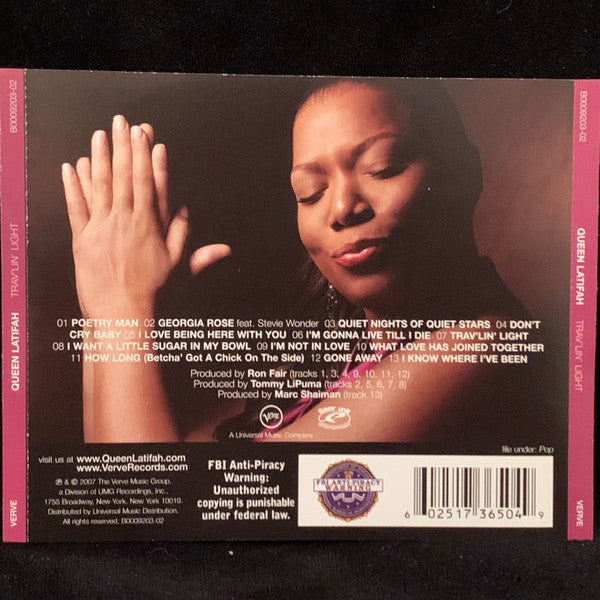 B0009203-02
QUEEN LATIFAH TRAV'LIN' LIGHT
VERVE
01 POETRY MAN 02 GEORGIA ROSE feat. Stevie Wonder 03 QUIET NIGHTS OF QUIET STARS 04 DON'T
CRY BABY 05 I LOVE BEING HERE WITH YOU 06 I'M GONNA LIVE TILL I DIE 07 TRAV'LIN' LIGHT
08 I WANT A LITTLE SUGAR IN MY BOWL 09 I'M NOT IN LOVE 10 WHAT LOVE HAS JOINED TOGETHER
11 HOW LONG (Betcha' Got A Chick On The Side) 12 GONE AWAY 13 I KNOW WHERE I'VE BEEN
Produced by Ron Fair (tracks 1, 3, 4, 9, 10, 11, 12)
Produced by Tommy LiPuma (tracks 2, 5, 6, 7, 8)
Produced by Marc Shaiman (track 13)
Verve
A Universal Music Company
file under: Pop
visit us at www.QueenLatifah.com
www.VerveRecords.com
℗ & © 2007 The Verve Music Group,
a Division of UMG Recordings, Inc.,
1755 Broadway, New York, New York 10019.
Distributed by Universal Music Distribution.
All rights reserved. B0009203-02
FBI Anti-Piracy
Warning:
Unauthorized
copying is punishable
under federal law.
FBI ANTI-PIRACY
WARNING
6 02517 36504 9
B0009203-02
QUEEN LATIFAH TRAV'LIN' LIGHT
VERVE